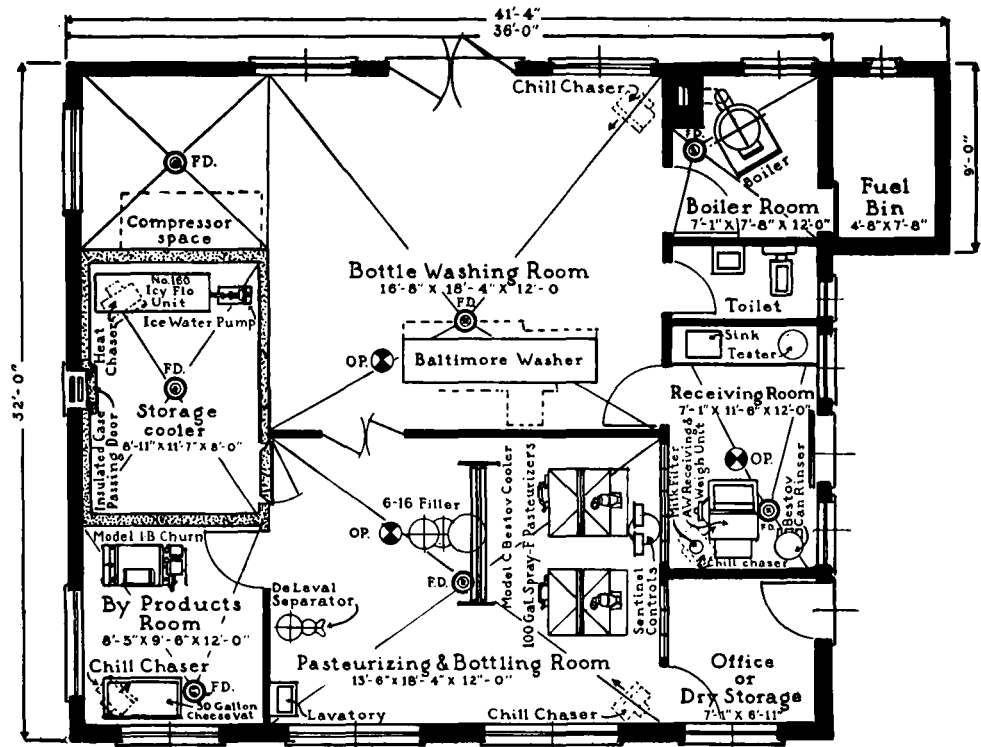 41'-4"
36'-0"
Chill Chaser
F.D.
F.D.
Boiler
9'-0"
Compressor
space
Boiler Room
7'-1" X 7'-8" X 12'-0"
Fuel
Bin
4'-8" X 7'-8"
Bottle Washing Room
16'-8" X 18'-4" X 12'-0
F.D.
No. 160
Icy Flo
Unit
Ice Water Pump
Heat
Chaser
Toilet
OP.
Baltimore Washer
Sink
Tester
32'-0"
F.D.
Storage
cooler
8'-11" X 11'-7" X 8'-0"
Insulated Case
Passing Door
Receiving Room
7'-1" X 11'-6" X 12'-0"
Milk Filter
Air/Receiving &
Weigh Unit
OP.
F.D.
Bestov
Can Rinser
Chill chaser
6-16 Filler
OP.
F.D.
Model C Bestov Cooler
100 Gal Spray-F Pasteurizers
Sentinel
Controls
Model 1-B Churn
By Products
Room
8'-5" X 9'-6" X 12'-0"
DeLaval
Separator
Chill Chaser
F.D.
50 Gallon
Cheese Vat
Pasteurizing & Bottling Room
13'-6" X 18'-4" X 12'-0"
Lavatory
Chill Chaser
Office
or
Dry Storage
7'-1" X 6'-11"